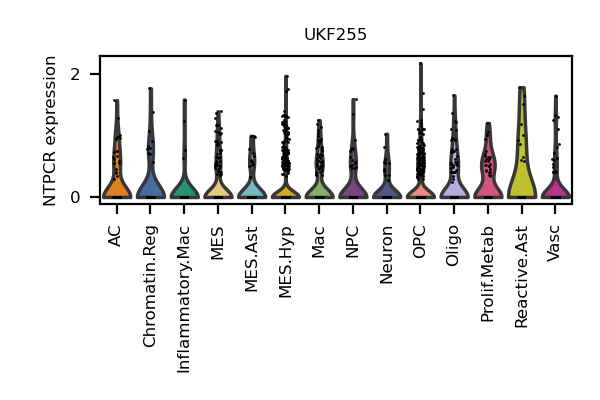 UKF255
NTPCR expression
2
0
AC
Chromatin.Reg
Inflammatory.Mac
MES
MES.Ast
MES.Hyp
Mac
NPC
Neuron
OPC
Oligo
Prolif.Metab
Reactive.Ast
Vasc